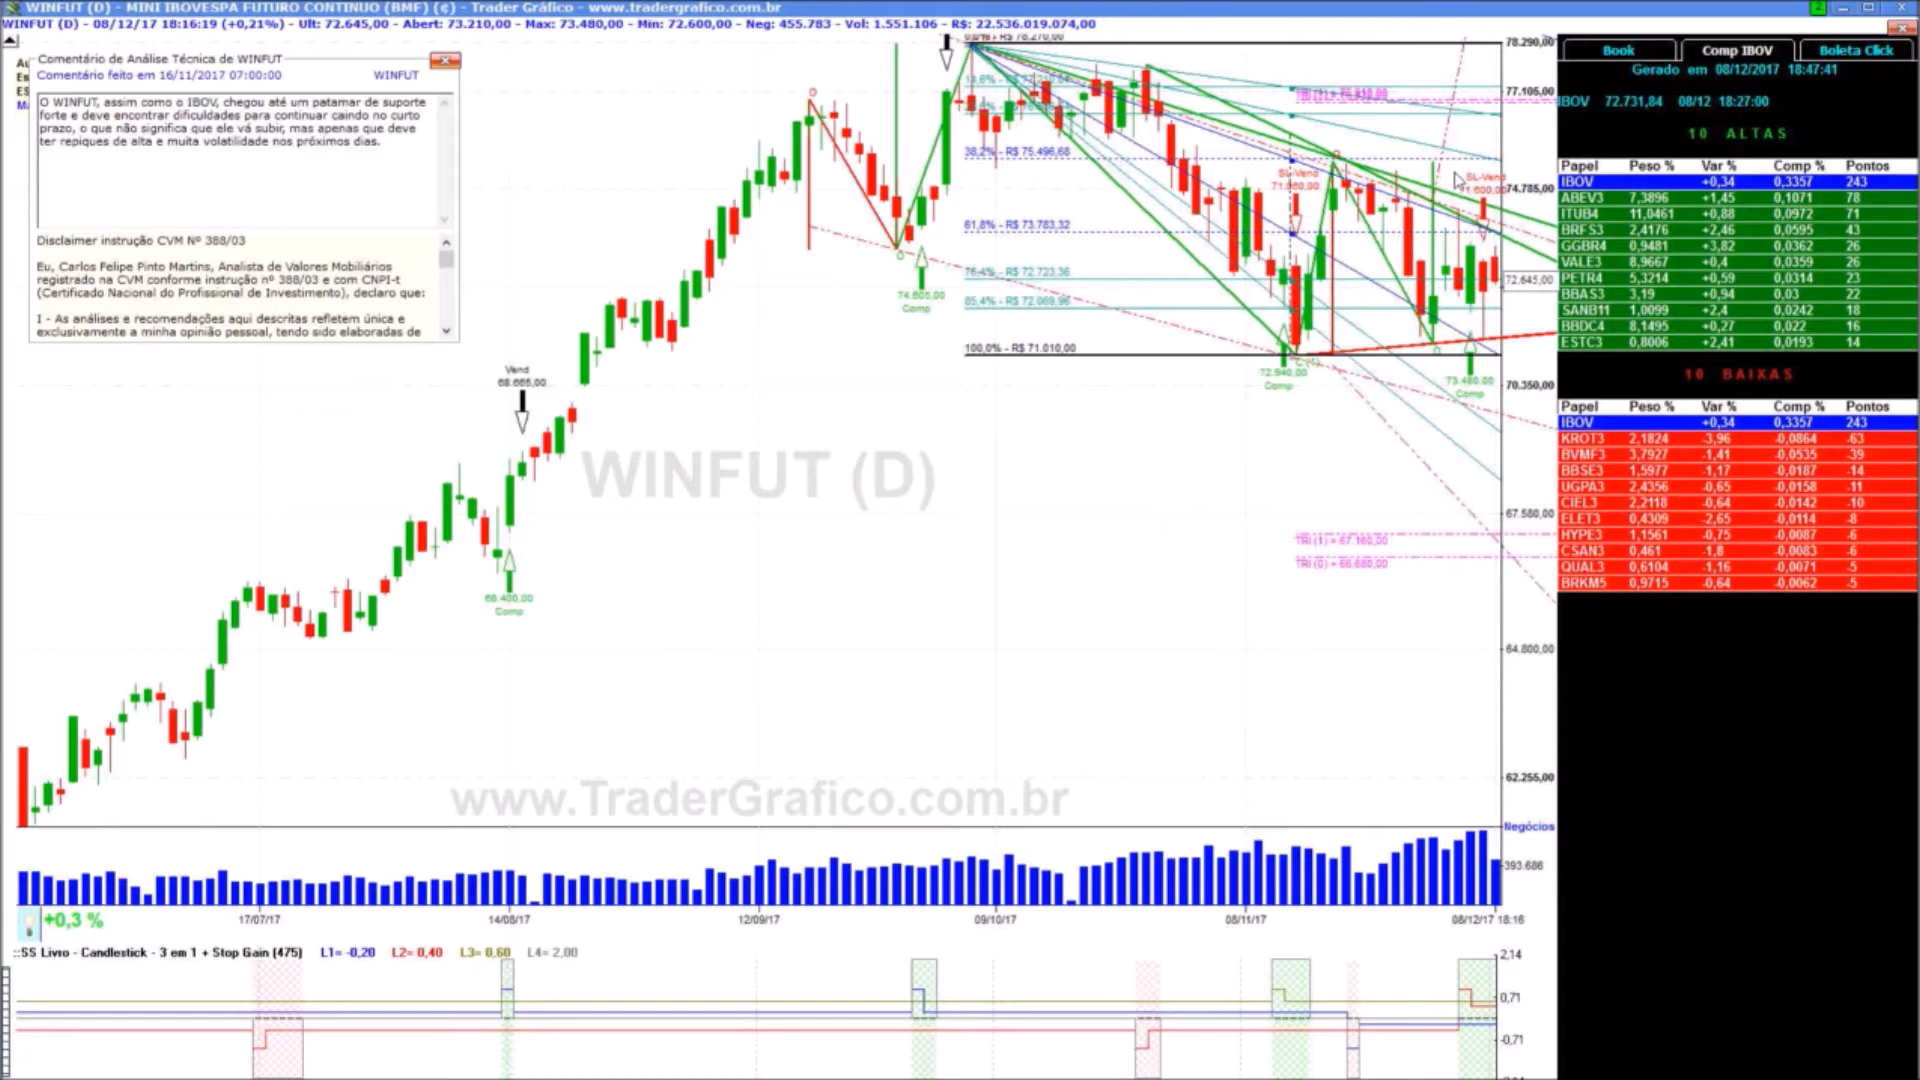 WINFUT (D) - MINI IBOVESPA FUTURO CONTINUO (BMF) (¢) - Trader Gráfico - www.tradergrafico.com.br
WINFUT (D) - 08/12/17 18:16:19 (+0,21%) - Ult: 72.645,00 - Abert: 73.210,00 - Max: 73.480,00 - Min: 72.600,00 - Neg: 455.783 - Vol: 1.551.106 - R$: 22.536.019.074,00
Comentário de Análise Técnica de WINFUT
Comentário feito em 16/11/2017 07:00:00 WINFUT
O WINFUT, assim como o IBOV, chegou até um patamar de suporte
forte e deve encontrar dificuldades para continuar caindo no curto
prazo, o que não significa que ele vá subir, mas apenas que deve
ter repiques de alta e muita volatilidade nos próximos dias.
Disclaimer instrução CVM Nº 388/03
Eu, Carlos Felipe Pinto Martins, Analista de Valores Mobiliários
registrado na CVM conforme instrução nº 388/03 e com CNPI-t
(Certificado Nacional do Profissional de Investimento), declaro que:
I - As análises e recomendações aqui descritas refletem única e
exclusivamente a minha opinião pessoal, tendo sido elaboradas de
38,2% - R$ 75.496,68
61,8% - R$ 73.783,32
76,4% - R$ 72.723,36
85,4% - R$ 72.069,96
100,0% - R$ 71.010,00
Vend
68.665,00
68.400,00
Comp
74.605,00
Comp
SL-Vend
72.940,00
Comp
SL-Vend
71.600,00
73.480,00
Comp
TRI (1) = 67.160,00
TRI (0) = 66.680,00
WINFUT (D)
www.TraderGrafico.com.br
78.290,00
77.105,00
74.785,00
72.645,00
70.350,00
67.580,00
64.800,00
62.255,00
Negócios
393.686
+0,3 %
17/07/17 14/08/17 12/09/17 09/10/17 08/11/17 08/12/17 18:16
::SS Livro - Candlestick - 3 em 1 + Stop Gain (475) L1= -0,20 L2= 0,40 L3= 0,60 L4= 2,00
2,14
0,71
-0,71
Book Comp IBOV Boleta Click
Gerado em 08/12/2017 18:47:41
IBOV 72.731,84 08/12 18:27:00
10 ALTAS
Papel Peso % Var % Comp % Pontos
IBOV +0,34 0,3357 243
ABEV3 7,3896 +1,45 0,1071 78
ITUB4 11,0461 +0,88 0,0972 71
BRFS3 2,4176 +2,46 0,0595 43
GGBR4 0,9481 +3,82 0,0362 26
VALE3 8,9667 +0,4 0,0359 26
PETR4 5,3214 +0,59 0,0314 23
BBAS3 3,19 +0,94 0,03 22
SANB11 1,0099 +2,4 0,0242 18
BBDC4 8,1495 +0,27 0,022 16
ESTC3 0,8006 +2,41 0,0193 14
10 BAIXAS
Papel Peso % Var % Comp % Pontos
IBOV +0,34 0,3357 243
KROT3 2,1824 -3,96 -0,0864 -63
BVMF3 3,7927 -1,41 -0,0535 -39
BBSE3 1,5977 -1,17 -0,0187 -14
UGPA3 2,4356 -0,65 -0,0158 -11
CIEL3 2,2118 -0,64 -0,0142 -10
ELET3 0,4309 -2,65 -0,0114 -8
HYPE3 1,1561 -0,75 -0,0087 -6
CSAN3 0,461 -1,8 -0,0083 -6
QUAL3 0,6104 -1,16 -0,0071 -5
BRKM5 0,9715 -0,64 -0,0062 -5